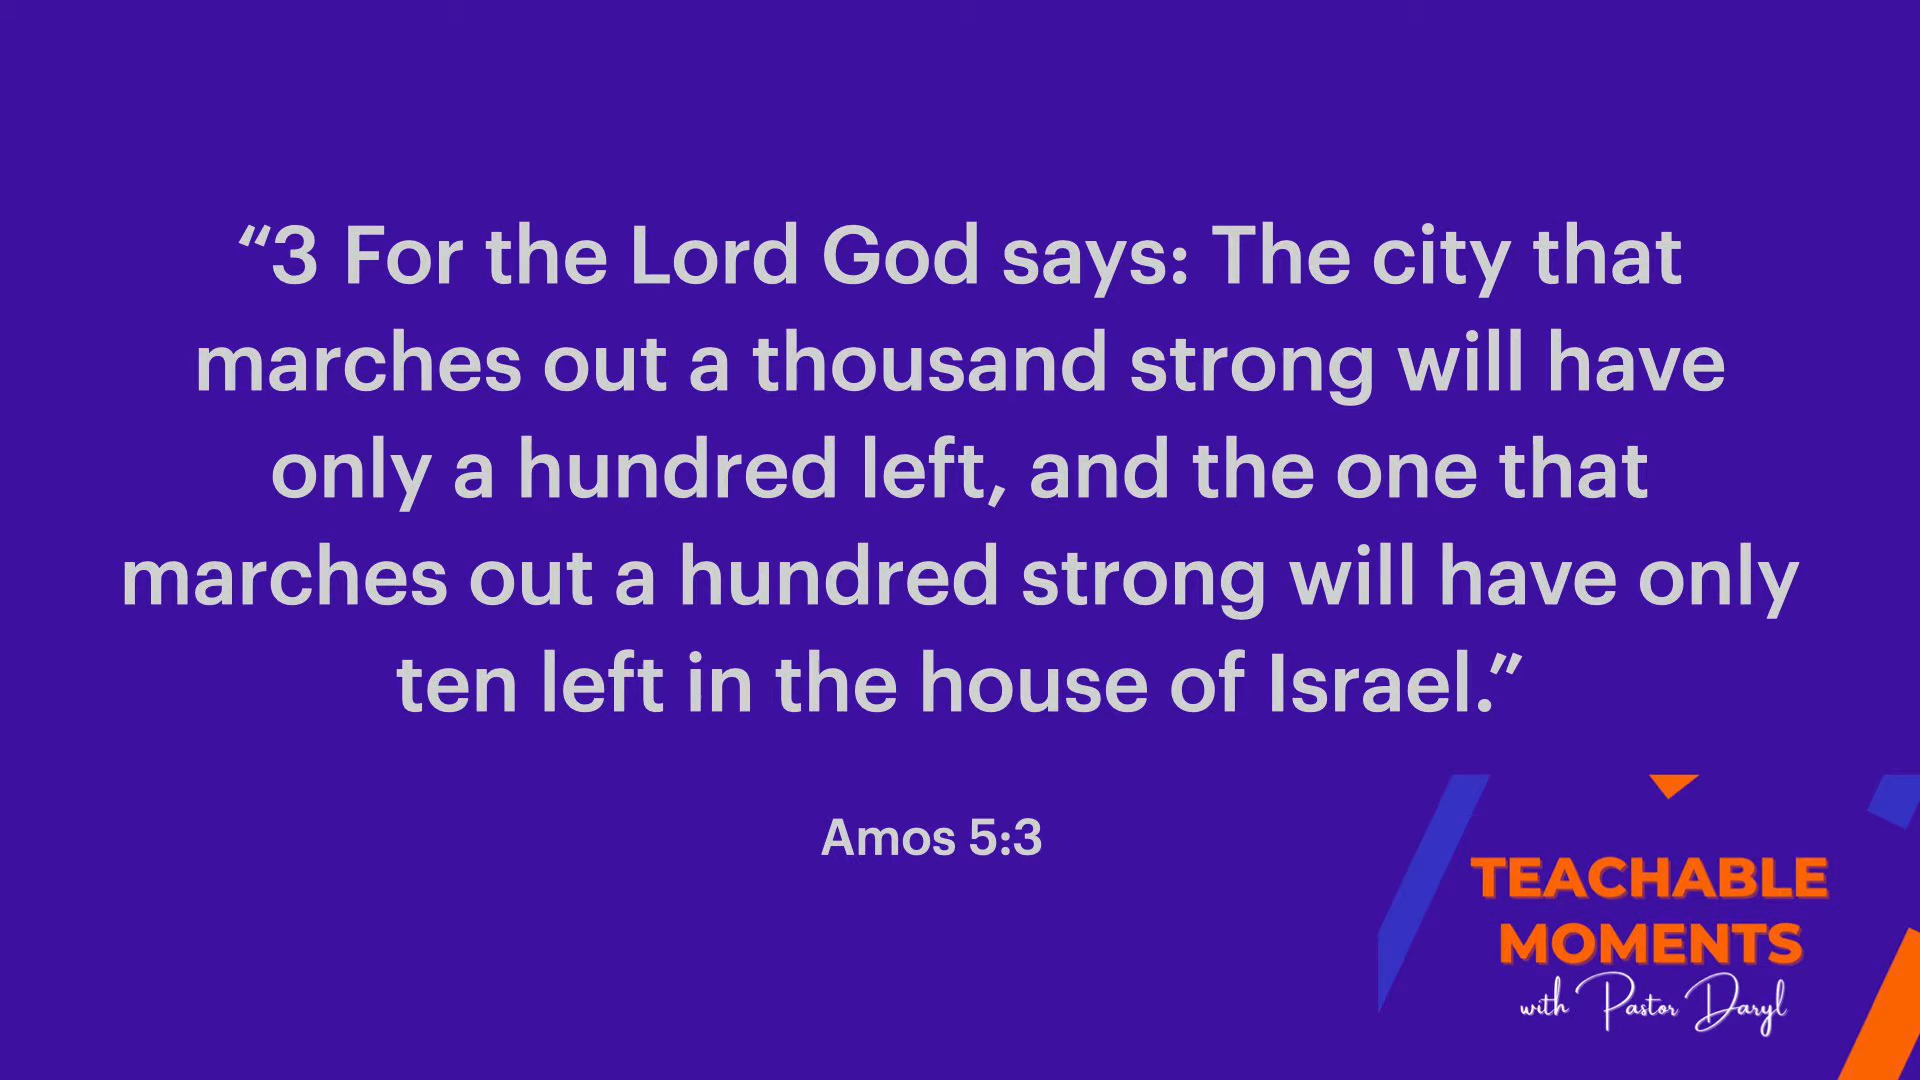 “3 For the Lord God says: The city that
marches out a thousand strong will have
only a hundred left, and the one that
marches out a hundred strong will have only
ten left in the house of Israel.”
Amos 5:3
TEACHABLE
MOMENTS
with Pastor Daryl